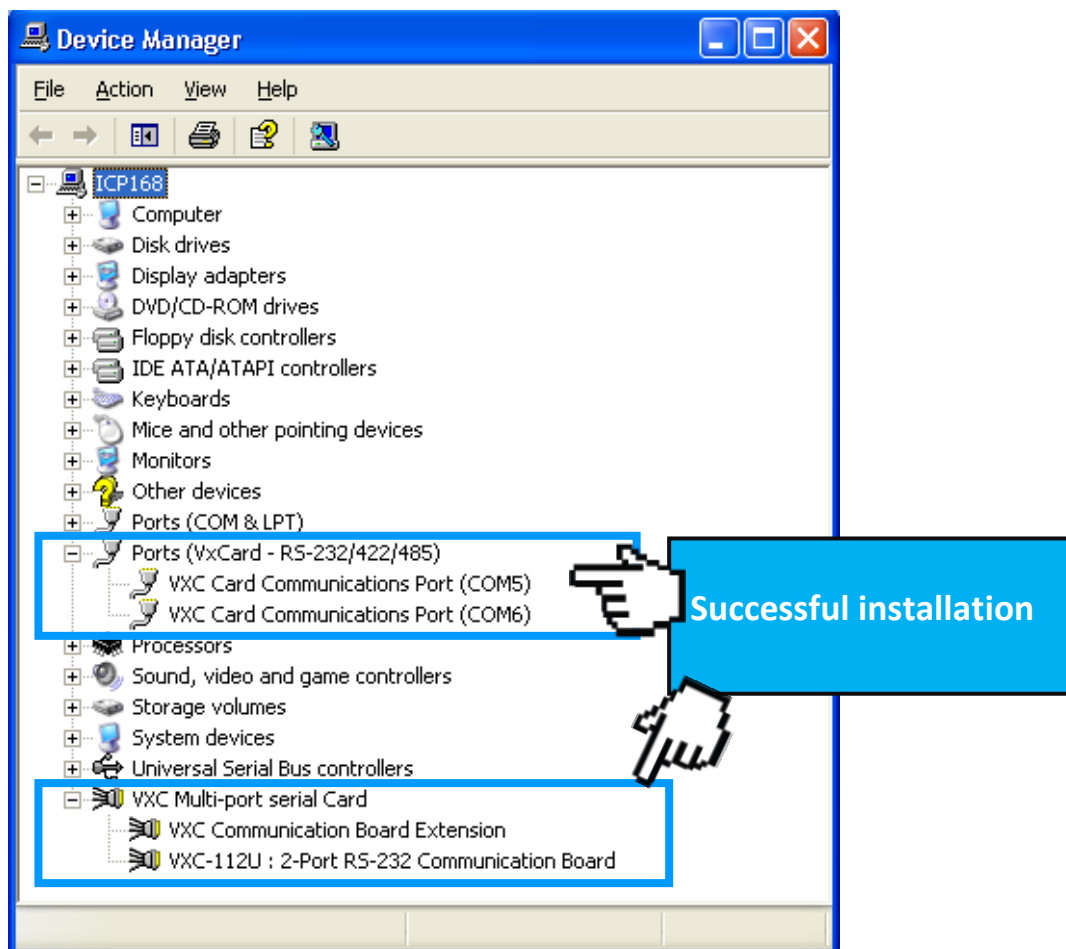 Device Manager
File Action View Help
ICP168
Computer
Disk drives
Display adapters
DVD/CD-ROM drives
Floppy disk controllers
IDE ATA/ATAPI controllers
Keyboards
Mice and other pointing devices
Monitors
Other devices
Ports (COM & LPT)
Ports (VxCard - RS-232/422/485)
VXC Card Communications Port (COM5)
VXC Card Communications Port (COM6)
Successful installation
Processors
Sound, video and game controllers
Storage volumes
System devices
Universal Serial Bus controllers
VXC Multi-port serial Card
VXC Communication Board Extension
VXC-112U : 2-Port RS-232 Communication Board